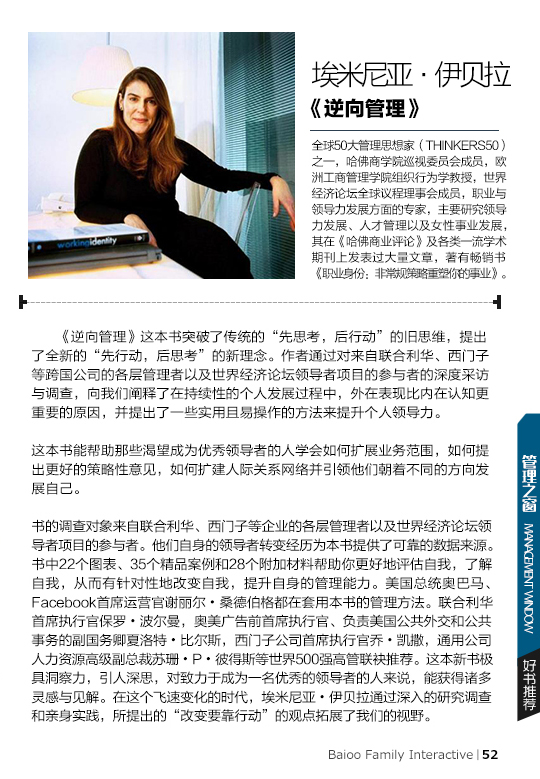 埃米尼亚·伊贝拉
《逆向管理》
全球50大管理思想家（THINKERS50）
之一，哈佛商学院巡视委员会成员，欧
洲工商管理学院组织行为学教授，世界
经济论坛全球议程理事会成员，职业与
领导力发展方面的专家，主要研究领导
力发展、人才管理以及女性事业发展，
其在《哈佛商业评论》及各类一流学术
期刊上发表过大量文章，著有畅销书
《职业身份：非常规策略重塑你的事业》。
workingidentity
《逆向管理》这本书突破了传统的“先思考，后行动”的旧思维，提出
了全新的“先行动，后思考”的新理念。作者通过对来自联合利华、西门子
等跨国公司的各层管理者以及世界经济论坛领导者项目的参与者的深度采访
与调查，向我们阐释了在持续性的个人发展过程中，外在表现比内在认知更
重要的原因，并提出了一些实用且易操作的方法来提升个人领导力。
这本书能帮助那些渴望成为优秀领导者的人学会如何扩展业务范围，如何提
出更好的策略性意见，如何扩建人际关系网络并引领他们朝着不同的方向发
展自己。
书的调查对象来自联合利华、西门子等企业的各层管理者以及世界经济论坛领
导者项目的参与者。他们自身的领导者转变经历为本书提供了可靠的数据来源。
书中22个图表、35个精品案例和28个附加材料帮助你更好地评估自我，了解
自我，从而有针对性地改变自我，提升自身的管理能力。美国总统奥巴马、
Facebook首席运营官谢丽尔·桑德伯格都在套用本书的管理方法。联合利华
首席执行官保罗·波尔曼，奥美广告前首席执行官、负责美国公共外交和公共
事务的副国务卿夏洛特·比尔斯，西门子公司首席执行官乔·凯撒，通用公司
人力资源高级副总裁苏珊·P·彼得斯等世界500强高管联袂推荐。这本新书极
具洞察力，引人深思，对致力于成为一名优秀的领导者的人来说，能获得诸多
灵感与见解。在这个飞速变化的时代，埃米尼亚·伊贝拉通过深入的研究调查
和亲身实践，所提出的“改变要靠行动”的观点拓展了我们的视野。
管理之窗
MANAGEMENT WINDOW
好书推荐
Baioo Family Interactive | 52